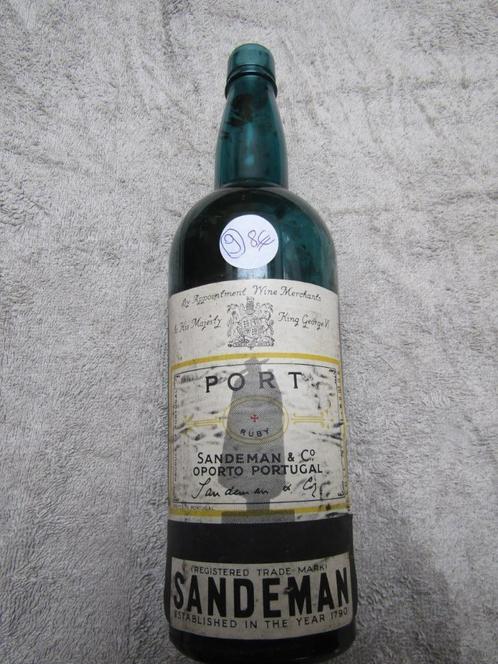 9 8€
By Appointment Wine Merchants
To His Majesty King George VI
PORT
RUBY
SANDEMAN & Co
OPORTO PORTUGAL
Sandeman & Co
PORTUGAL
(REGISTERED TRADE-MARK)
SANDEMAN
ESTABLISHED IN THE YEAR 1790